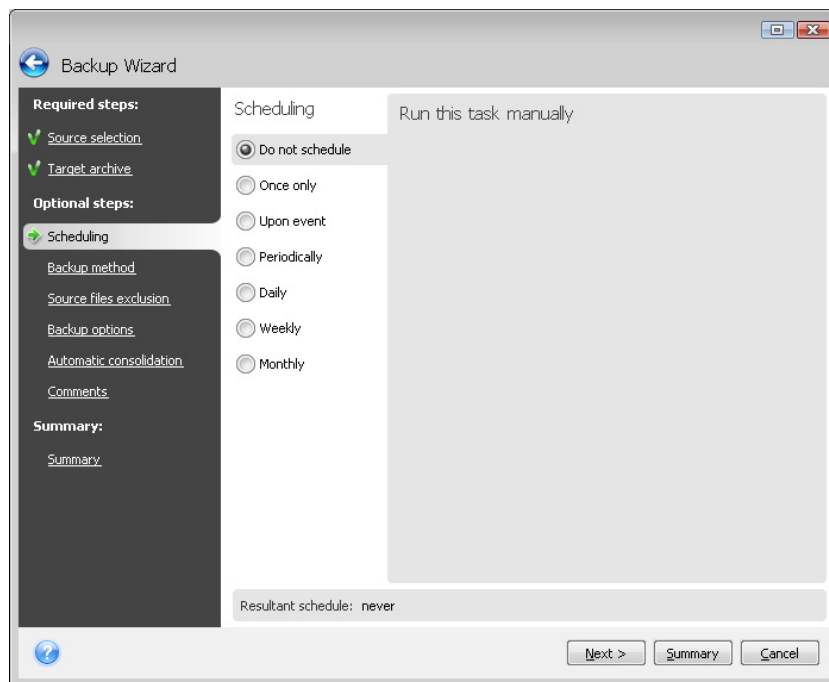 Backup Wizard
Required steps:
Source selection
Target archive
Optional steps:
Scheduling
Backup method
Source files exclusion
Backup options
Automatic consolidation
Comments
Summary:
Summary
Scheduling
Do not schedule
Once only
Upon event
Periodically
Daily
Weekly
Monthly
Run this task manually
Resultant schedule: never
?
Next >
Summary
Cancel